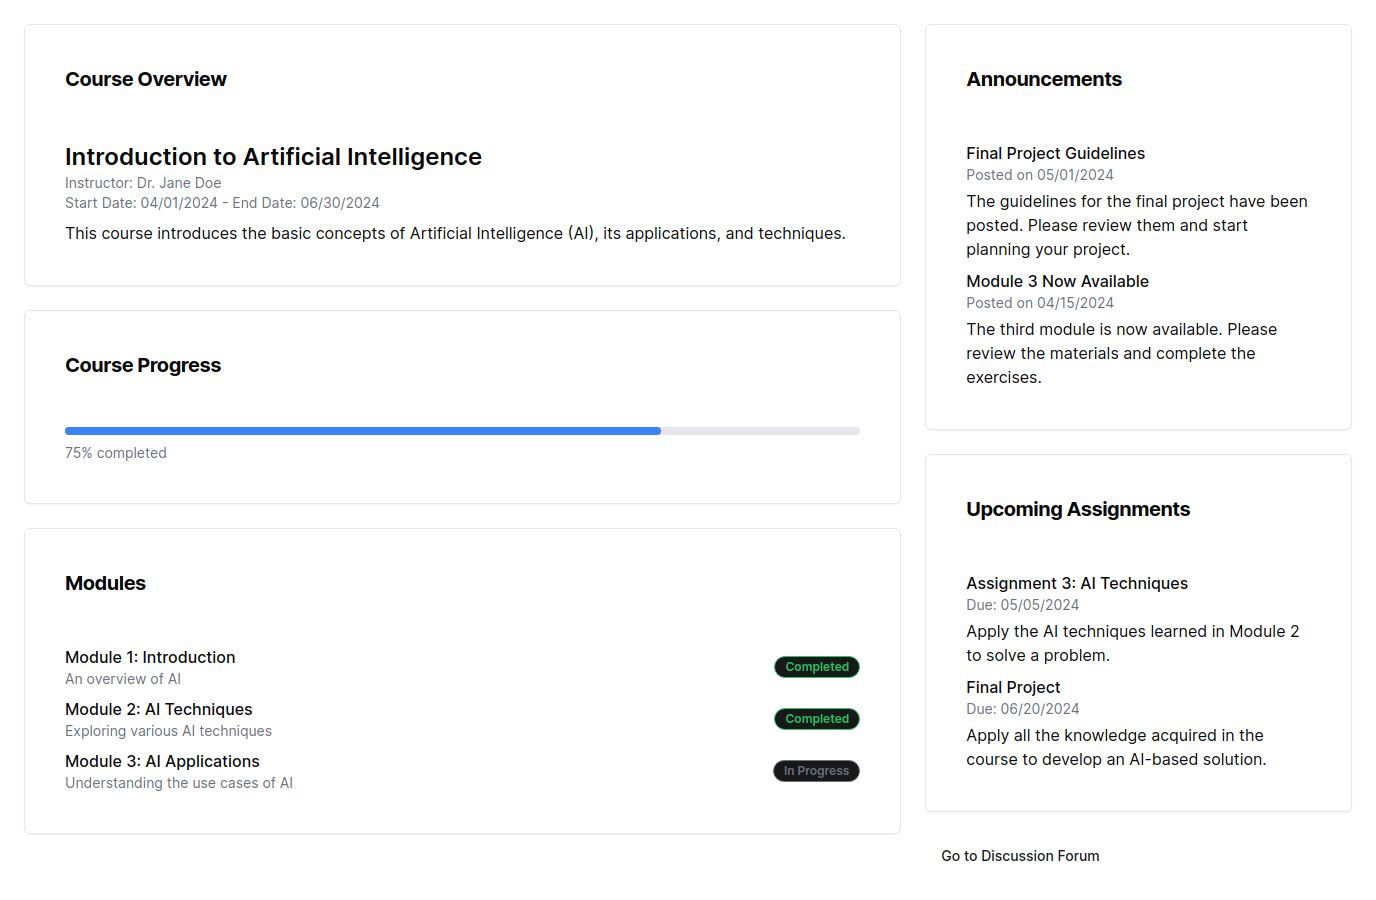 Course Overview
Introduction to Artificial Intelligence
Instructor: Dr. Jane Doe
Start Date: 04/01/2024 - End Date: 06/30/2024
This course introduces the basic concepts of Artificial Intelligence (AI), its applications, and techniques.
Course Progress
75% completed
Modules
Module 1: Introduction
An overview of AI
Completed
Module 2: AI Techniques
Exploring various AI techniques
Completed
Module 3: AI Applications
Understanding the use cases of AI
In Progress
Announcements
Final Project Guidelines
Posted on 05/01/2024
The guidelines for the final project have been
posted. Please review them and start
planning your project.
Module 3 Now Available
Posted on 04/15/2024
The third module is now available. Please
review the materials and complete the
exercises.
Upcoming Assignments
Assignment 3: AI Techniques
Due: 05/05/2024
Apply the AI techniques learned in Module 2
to solve a problem.
Final Project
Due: 06/20/2024
Apply all the knowledge acquired in the
course to develop an AI-based solution.
Go to Discussion Forum